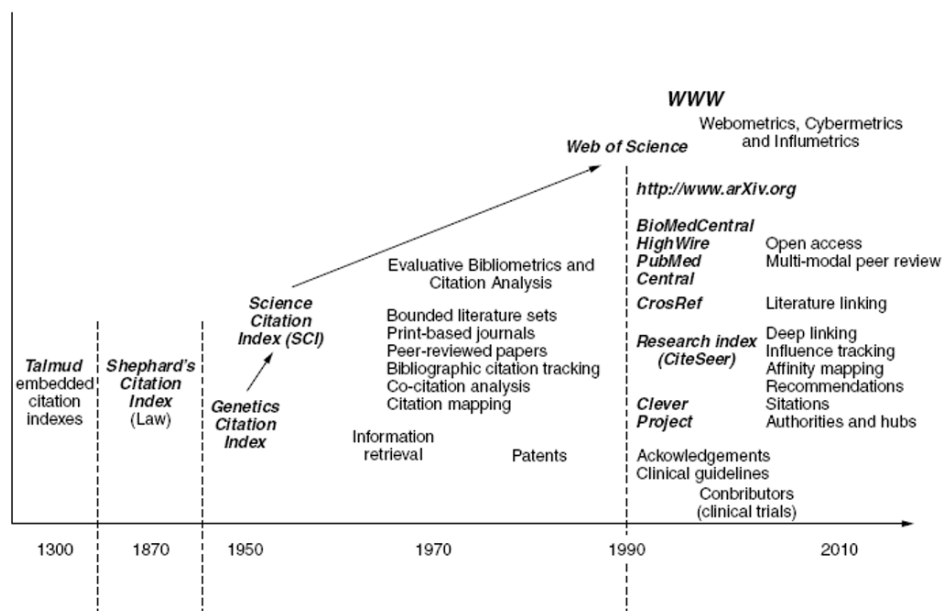 WWW
Webometrics, Cybermetrics
and Influmetrics
Web of Science
http://www.arXiv.org
BioMedCentral
HighWire Open access
PubMed Multi-modal peer review
Central
Evaluative Bibliometrics and
Citation Analysis
Science
Citation
Index (SCI)
CrosRef Literature linking
Bounded literature sets
Print-based journals
Peer-reviewed papers
Bibliographic citation tracking
Co-citation analysis
Citation mapping
Research index
(CiteSeer)
Deep linking
Influence tracking
Affinity mapping
Recommendations
Talmud
embedded
citation
indexes
Shephard's
Citation
Index
(Law)
Genetics
Citation
Index
Clever Sitations
Project Authorities and hubs
Information
retrieval
Patents
Ackowledgements
Clinical guidelines
Conbributors
(clinical trials)
1300 1870 1950 1970 1990 2010